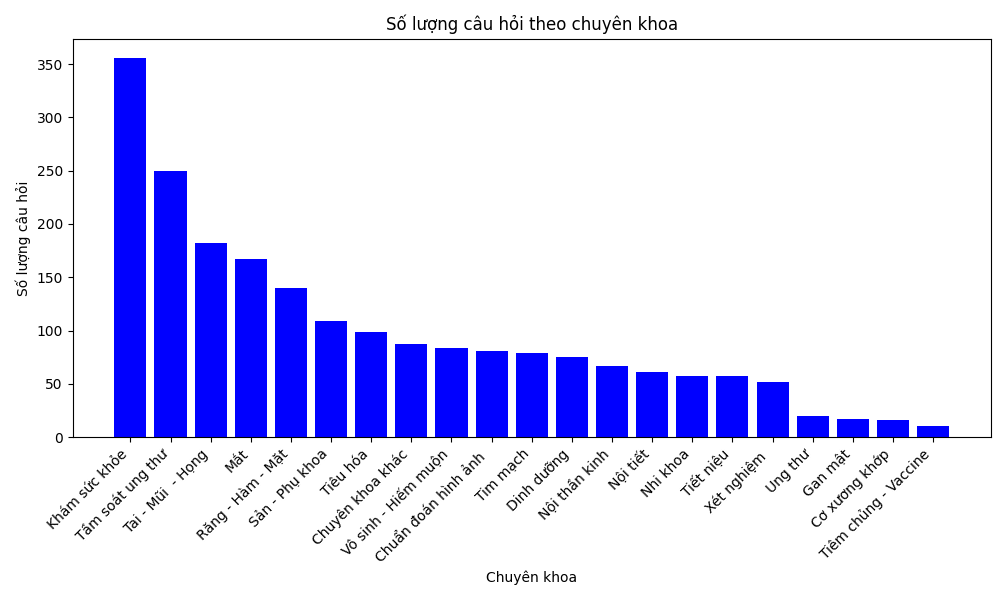 Số lượng câu hỏi theo chuyên khoa
Số lượng câu hỏi
350
300
250
200
150
100
50
0
Khám sức khỏe
Tầm soát ung thư
Tai - Mũi - Họng
Mắt
Răng - Hàm - Mặt
Sản - Phụ khoa
Tiêu hóa
Chuyên khoa khác
Vô sinh - Hiếm muộn
Chuẩn đoán hình ảnh
Tim mạch
Dinh dưỡng
Nội thần kinh
Nội tiết
Nhi khoa
Tiết niệu
Xét nghiệm
Ung thư
Gan mật
Cơ xương khớp
Tiêm chủng - Vaccine
Chuyên khoa